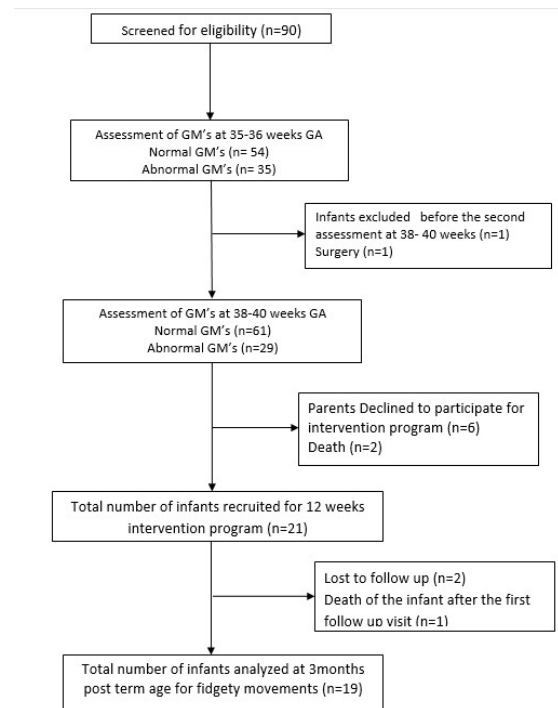 Screened for eligibility (n=90)
Assessment of GM's at 35-36 weeks GA
Normal GM's (n= 54)
Abnormal GM's (n= 35)
Infants excluded before the second
assessment at 38- 40 weeks (n=1)
Surgery (n=1)
Assessment of GM's at 38-40 weeks GA
Normal GM's (n=61)
Abnormal GM's (n=29)
Parents Declined to participate for
intervention program (n=6)
Death (n=2)
Total number of infants recruited for 12 weeks
intervention program (n=21)
Lost to follow up (n=2)
Death of the infant after the first
follow up visit (n=1)
Total number of infants analyzed at 3months
post term age for fidgety movements (n=19)